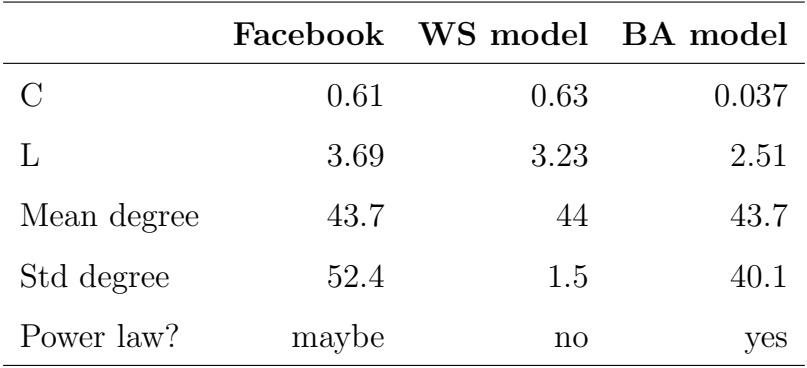 Facebook WS model BA model
C 0.61 0.63 0.037
L 3.69 3.23 2.51
Mean degree 43.7 44 43.7
Std degree 52.4 1.5 40.1
Power law? maybe no yes